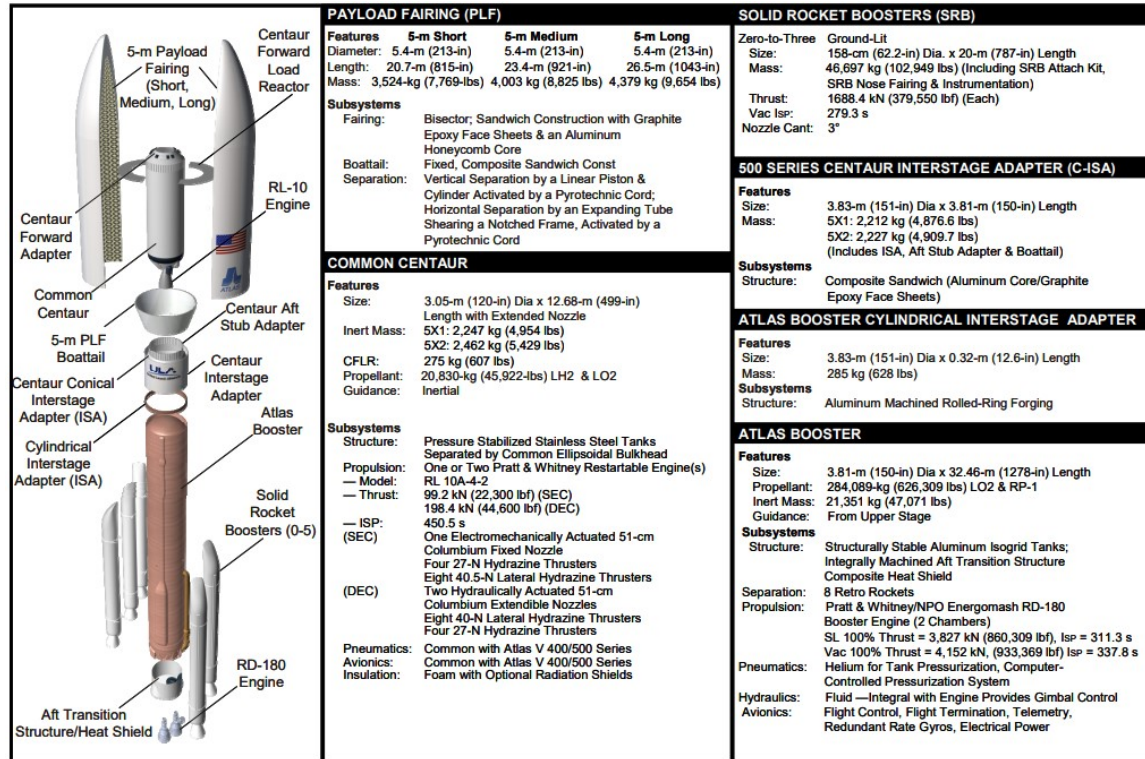 5-m Payload
Fairing
(Short,
Medium, Long)
Centaur
Forward
Load
Reactor
RL-10
Engine
Centaur
Forward
Adapter
Common
Centaur
Centaur Aft
Stub Adapter
5-m PLF
Boattail
Centaur
Interstage
Adapter
Centaur Conical
Interstage
Adapter (ISA)
Atlas
Booster
Cylindrical
Interstage
Adapter (ISA)
Solid
Rocket
Boosters (0-5)
RD-180
Engine
Aft Transition
Structure/Heat Shield
ATLAS
ULA
PAYLOAD FAIRING (PLF)
Features 5-m Short 5-m Medium 5-m Long
Diameter: 5.4-m (213-in) 5.4-m (213-in) 5.4-m (213-in)
Length: 20.7-m (815-in) 23.4-m (921-in) 26.5-m (1043-in)
Mass: 3,524-kg (7,769-lbs) 4,003 kg (8,825 lbs) 4,379 kg (9,654 lbs)
Subsystems
Fairing: Bisector; Sandwich Construction with Graphite
Epoxy Face Sheets & an Aluminum
Honeycomb Core
Boattail: Fixed, Composite Sandwich Const
Separation: Vertical Separation by a Linear Piston &
Cylinder Activated by a Pyrotechnic Cord;
Horizontal Separation by an Expanding Tube
Shearing a Notched Frame, Activated by a
Pyrotechnic Cord
COMMON CENTAUR
Features
Size: 3.05-m (120-in) Dia x 12.68-m (499-in)
Length with Extended Nozzle
Inert Mass: 5X1: 2,247 kg (4,954 lbs)
5X2: 2,462 kg (5,429 lbs)
CFLR: 275 kg (607 lbs)
Propellant: 20,830-kg (45,922-lbs) LH2 & LO2
Guidance: Inertial
Subsystems
Structure: Pressure Stabilized Stainless Steel Tanks
Separated by Common Ellipsoidal Bulkhead
Propulsion: One or Two Pratt & Whitney Restartable Engine(s)
— Model: RL 10A-4-2
— Thrust: 99.2 kN (22,300 lbf) (SEC)
198.4 kN (44,600 lbf) (DEC)
— ISP: 450.5 s
(SEC) One Electromechanically Actuated 51-cm
Columbium Fixed Nozzle
Four 27-N Hydrazine Thrusters
Eight 40.5-N Lateral Hydrazine Thrusters
(DEC) Two Hydraulically Actuated 51-cm
Columbium Extendible Nozzles
Eight 40-N Lateral Hydrazine Thrusters
Four 27-N Hydrazine Thrusters
Pneumatics: Common with Atlas V 400/500 Series
Avionics: Common with Atlas V 400/500 Series
Insulation: Foam with Optional Radiation Shields
SOLID ROCKET BOOSTERS (SRB)
Zero-to-Three Ground-Lit
Size: 158-cm (62.2-in) Dia. x 20-m (787-in) Length
Mass: 46,697 kg (102,949 lbs) (Including SRB Attach Kit,
SRB Nose Fairing & Instrumentation)
Thrust: 1688.4 kN (379,550 lbf) (Each)
Vac ISP: 279.3 s
Nozzle Cant: 3°
500 SERIES CENTAUR INTERSTAGE ADAPTER (C-ISA)
Features
Size: 3.83-m (151-in) Dia x 3.81-m (150-in) Length
Mass: 5X1: 2,212 kg (4,876.6 lbs)
5X2: 2,227 kg (4,909.7 lbs)
(Includes ISA, Aft Stub Adapter & Boattail)
Subsystems
Structure: Composite Sandwich (Aluminum Core/Graphite
Epoxy Face Sheets)
ATLAS BOOSTER CYLINDRICAL INTERSTAGE ADAPTER
Features
Size: 3.83-m (151-in) Dia x 0.32-m (12.6-in) Length
Mass: 285 kg (628 lbs)
Subsystems
Structure: Aluminum Machined Rolled-Ring Forging
ATLAS BOOSTER
Features
Size: 3.81-m (150-in) Dia x 32.46-m (1278-in) Length
Propellant: 284,089-kg (626,309 lbs) LO2 & RP-1
Inert Mass: 21,351 kg (47,071 lbs)
Guidance: From Upper Stage
Subsystems
Structure: Structurally Stable Aluminum Isogrid Tanks;
Integrally Machined Aft Transition Structure
Composite Heat Shield
Separation: 8 Retro Rockets
Propulsion: Pratt & Whitney/NPO Energomash RD-180
Booster Engine (2 Chambers)
SL 100% Thrust = 3,827 kN (860,309 lbf), ISP = 311.3 s
Vac 100% Thrust = 4,152 kN, (933,369 lbf) ISP = 337.8 s
Pneumatics: Helium for Tank Pressurization, Computer-
Controlled Pressurization System
Hydraulics: Fluid —Integral with Engine Provides Gimbal Control
Avionics: Flight Control, Flight Termination, Telemetry,
Redundant Rate Gyros, Electrical Power